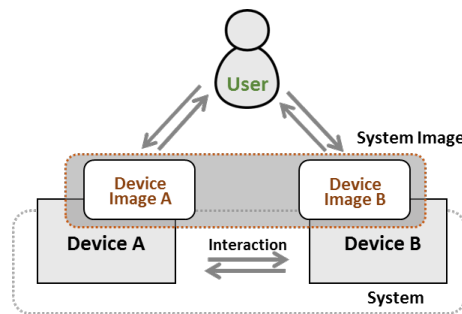 User
System Image
Device
Image A
Device
Image B
Device A
Interaction
Device B
System